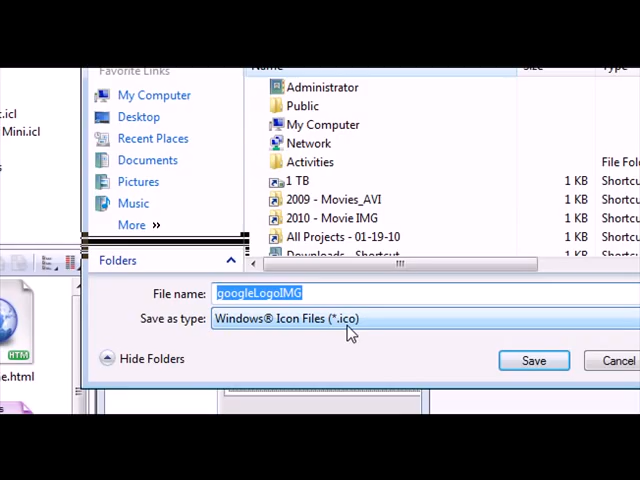 Favorite Links
My Computer
Desktop
Recent Places
Documents
Pictures
Music
More »
Folders
Name Size Type
Administrator
Public
My Computer
Network
Activities File Fold
1 TB 1 KB Shortcu
2009 - Movies_AVI 1 KB Shortcu
2010 - Movie IMG 1 KB Shortcu
All Projects - 01-19-10 1 KB Shortcu
Downloads - Shortcut 1 KB Shortcu
File name: googleLogoIMG
Save as type: Windows® Icon Files (*.ico)
Hide Folders
Save
Cancel
.icl
Mini.icl
HTM
e.html